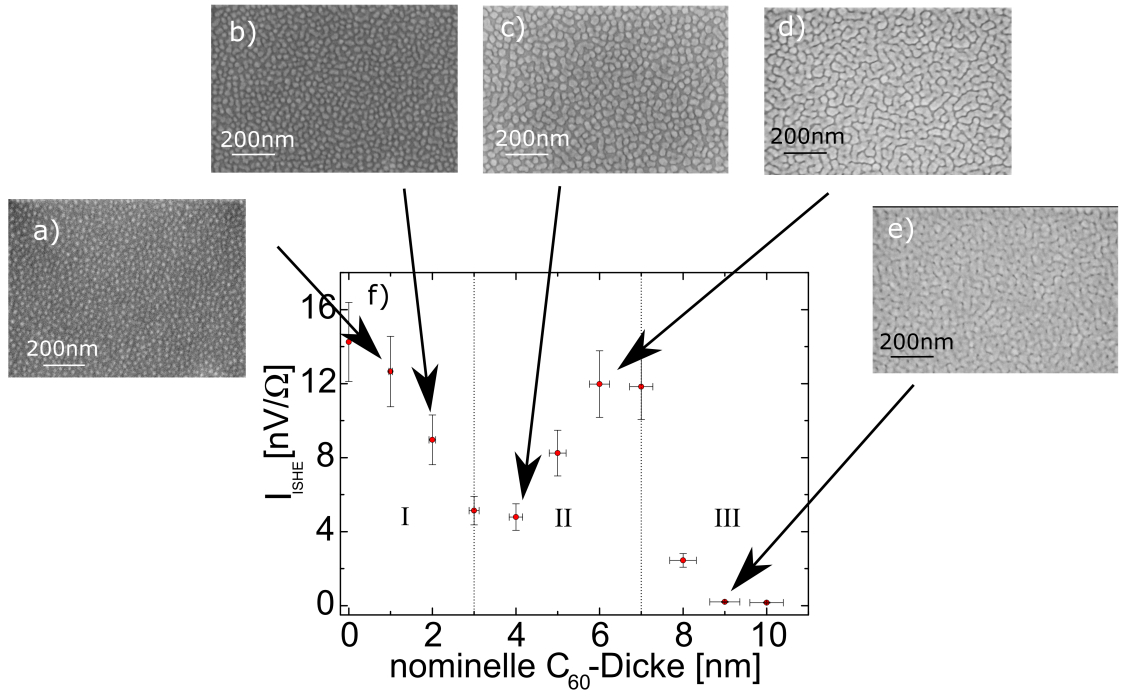 b)
200nm
c)
200nm
d)
200nm
a)
200nm
e)
200nm
f)
16
12
8
4
0
I_ISHE [nV/Ω]
I
II
III
0 2 4 6 8 10
nominelle C₆₀-Dicke [nm]